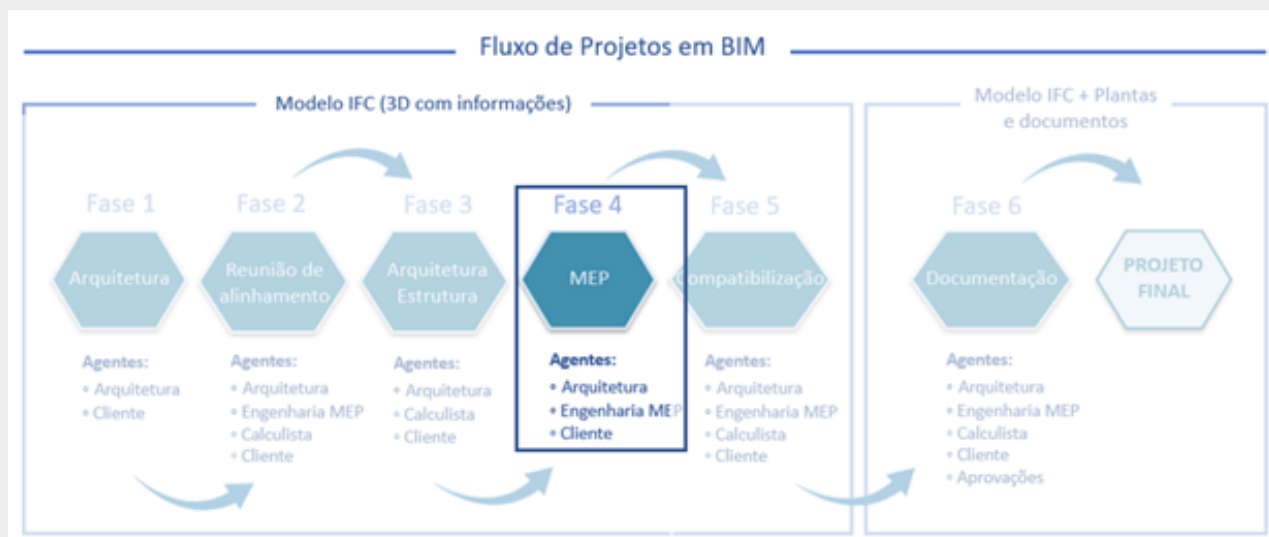 Fluxo de Projetos em BIM
Modelo IFC (3D com informações)
Modelo IFC + Plantas
e documentos
Fase 1
Arquitetura
Agentes:
• Arquitetura
• Cliente
Fase 2
Reunião de
alinhamento
Agentes:
• Arquitetura
• Engenharia MEP
• Calculista
• Cliente
Fase 3
Arquitetura
Estrutura
Agentes:
• Arquitetura
• Calculista
• Cliente
Fase 4
MEP
Agentes:
• Arquitetura
• Engenharia MEP
• Cliente
Fase 5
Compatibilização
Agentes:
• Arquitetura
• Engenharia MEP
• Calculista
• Cliente
Fase 6
Documentação
Agentes:
• Arquitetura
• Engenharia MEP
• Calculista
• Cliente
• Aprovações
PROJETO
FINAL